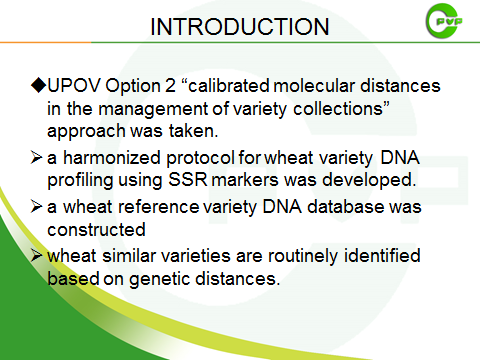 INTRODUCTION
PVP
◆UPOV Option 2 “calibrated molecular distances
in the management of variety collections”
approach was taken.
➢a harmonized protocol for wheat variety DNA
profiling using SSR markers was developed.
➢a wheat reference variety DNA database was
constructed
➢wheat similar varieties are routinely identified
based on genetic distances.